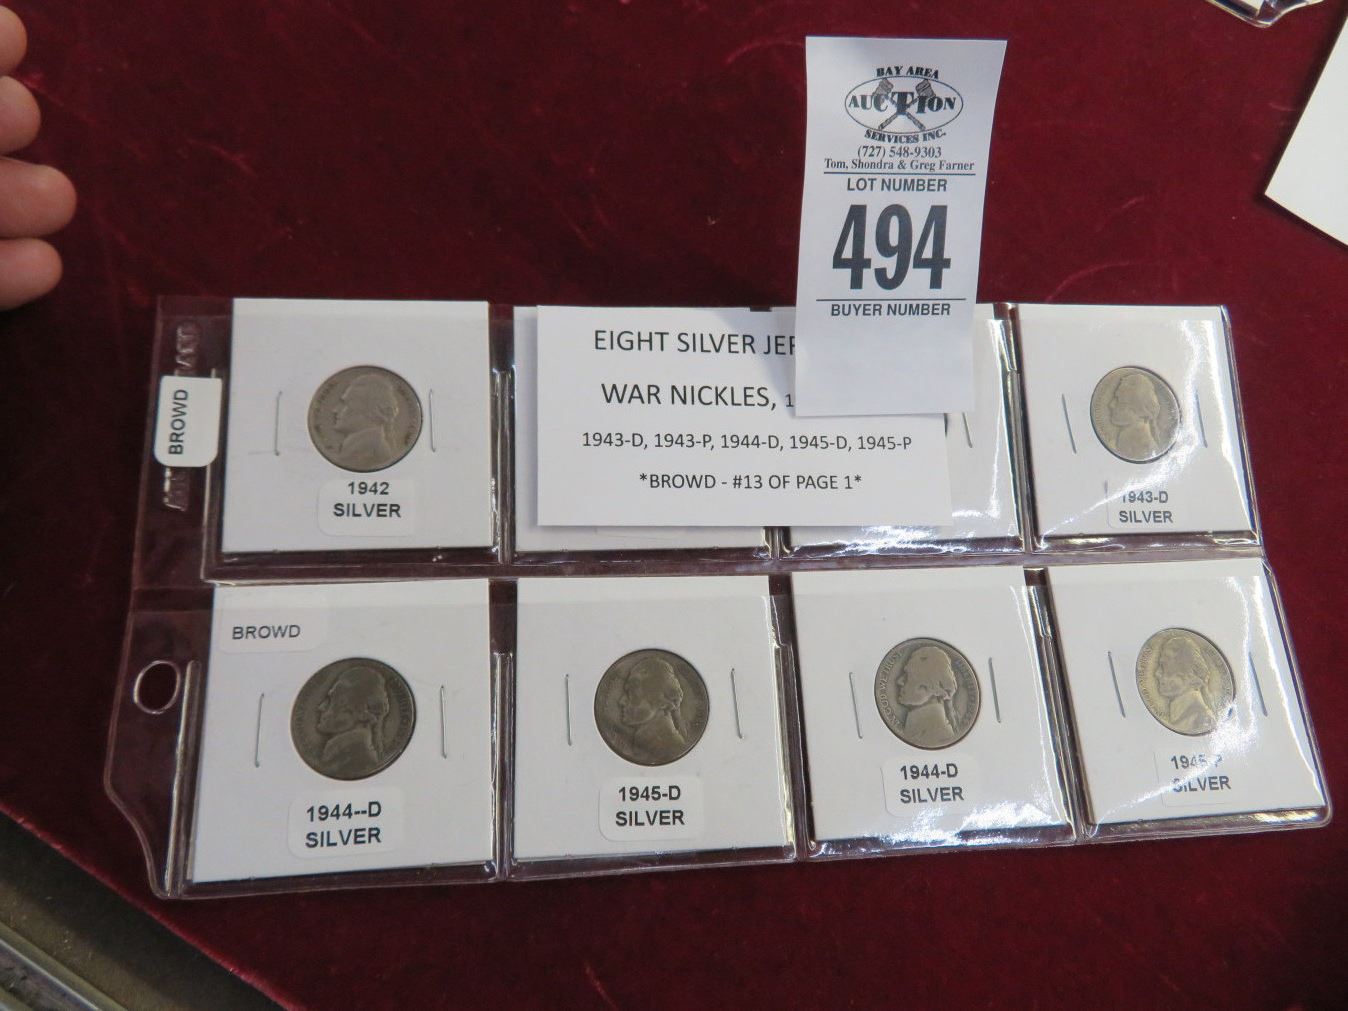 BAY AREA
AUCTION
SERVICES INC.
(727) 548-9303
Tom, Shondra & Greg Farner
LOT NUMBER
494
BUYER NUMBER
EIGHT SILVER
WAR NICKLES,
1943-D, 1943-P, 1944-D, 1945-D, 1945-P
*BROWD - #13 OF PAGE 1*
BROWD
1942
SILVER
1943-D
SILVER
BROWD
1944--D
SILVER
1945-D
SILVER
1944-D
SILVER
1945-P
SILVER